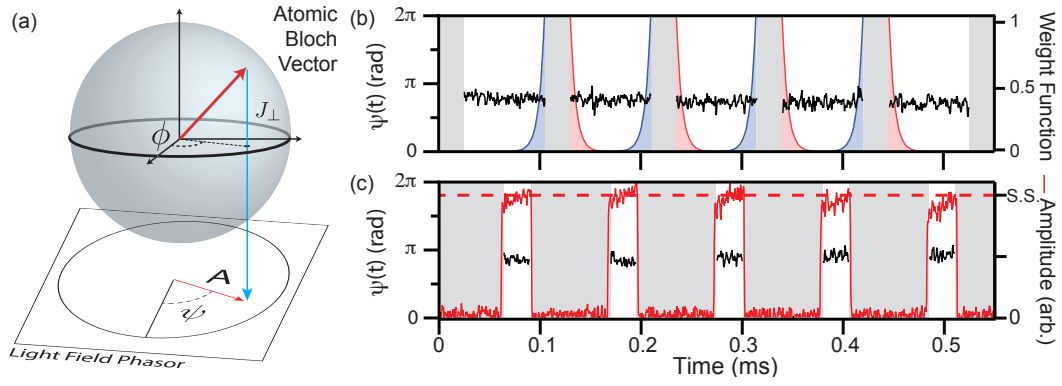 (a)
Atomic
Bloch
Vector
J⊥
ϕ
A
ψ
Light Field Phasor
(b)
2π
π
0
ψ(t) (rad)
1
0.5
0
Weight Function
(c)
2π
π
0
ψ(t) (rad)
S.S.
0
Amplitude (arb.)
0 0.1 0.2 0.3 0.4 0.5
Time (ms)